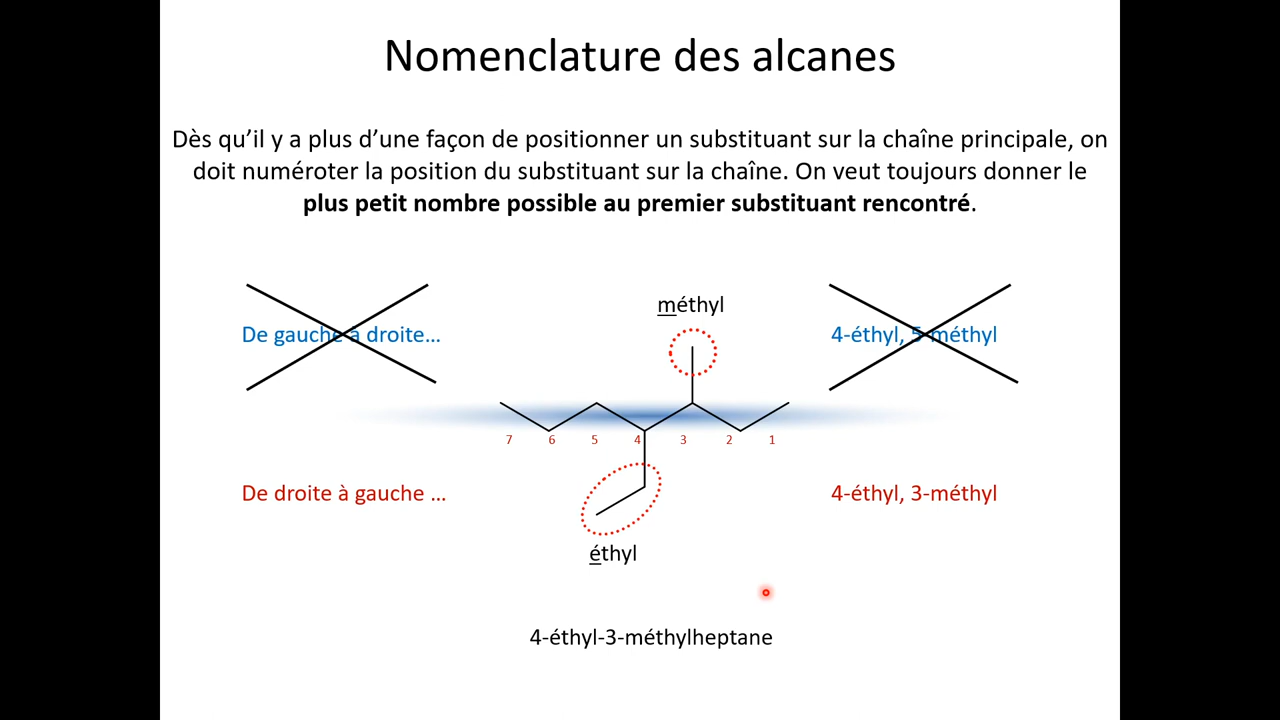 Nomenclature des alcanes
Dès qu’il y a plus d’une façon de positionner un substituant sur la chaîne principale, on
doit numéroter la position du substituant sur la chaîne. On veut toujours donner le
plus petit nombre possible au premier substituant rencontré.
méthyl
De gauche à droite...
4-éthyl, 5-méthyl
7 6 5 4 3 2 1
De droite à gauche ...
4-éthyl, 3-méthyl
éthyl
4-éthyl-3-méthylheptane